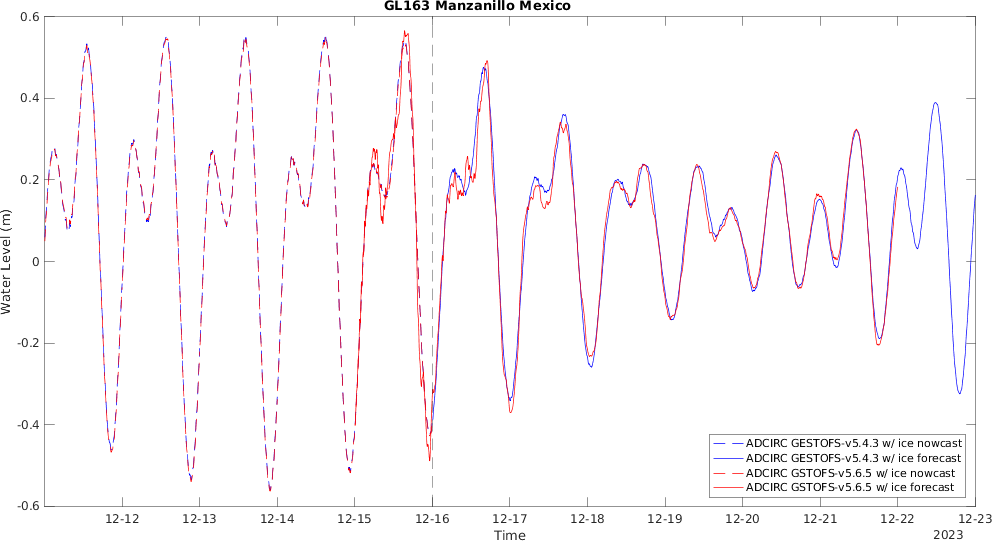 GL163 Manzanillo Mexico
Water Level (m)
0.6
0.4
0.2
0
-0.2
-0.4
-0.6
12-12 12-13 12-14 12-15 12-16 12-17 12-18 12-19 12-20 12-21 12-22 12-23
Time
2023
ADCIRC GESTOFS-v5.4.3 w/ ice nowcast
ADCIRC GESTOFS-v5.4.3 w/ ice forecast
ADCIRC GSTOFS-v5.6.5 w/ ice nowcast
ADCIRC GSTOFS-v5.6.5 w/ ice forecast